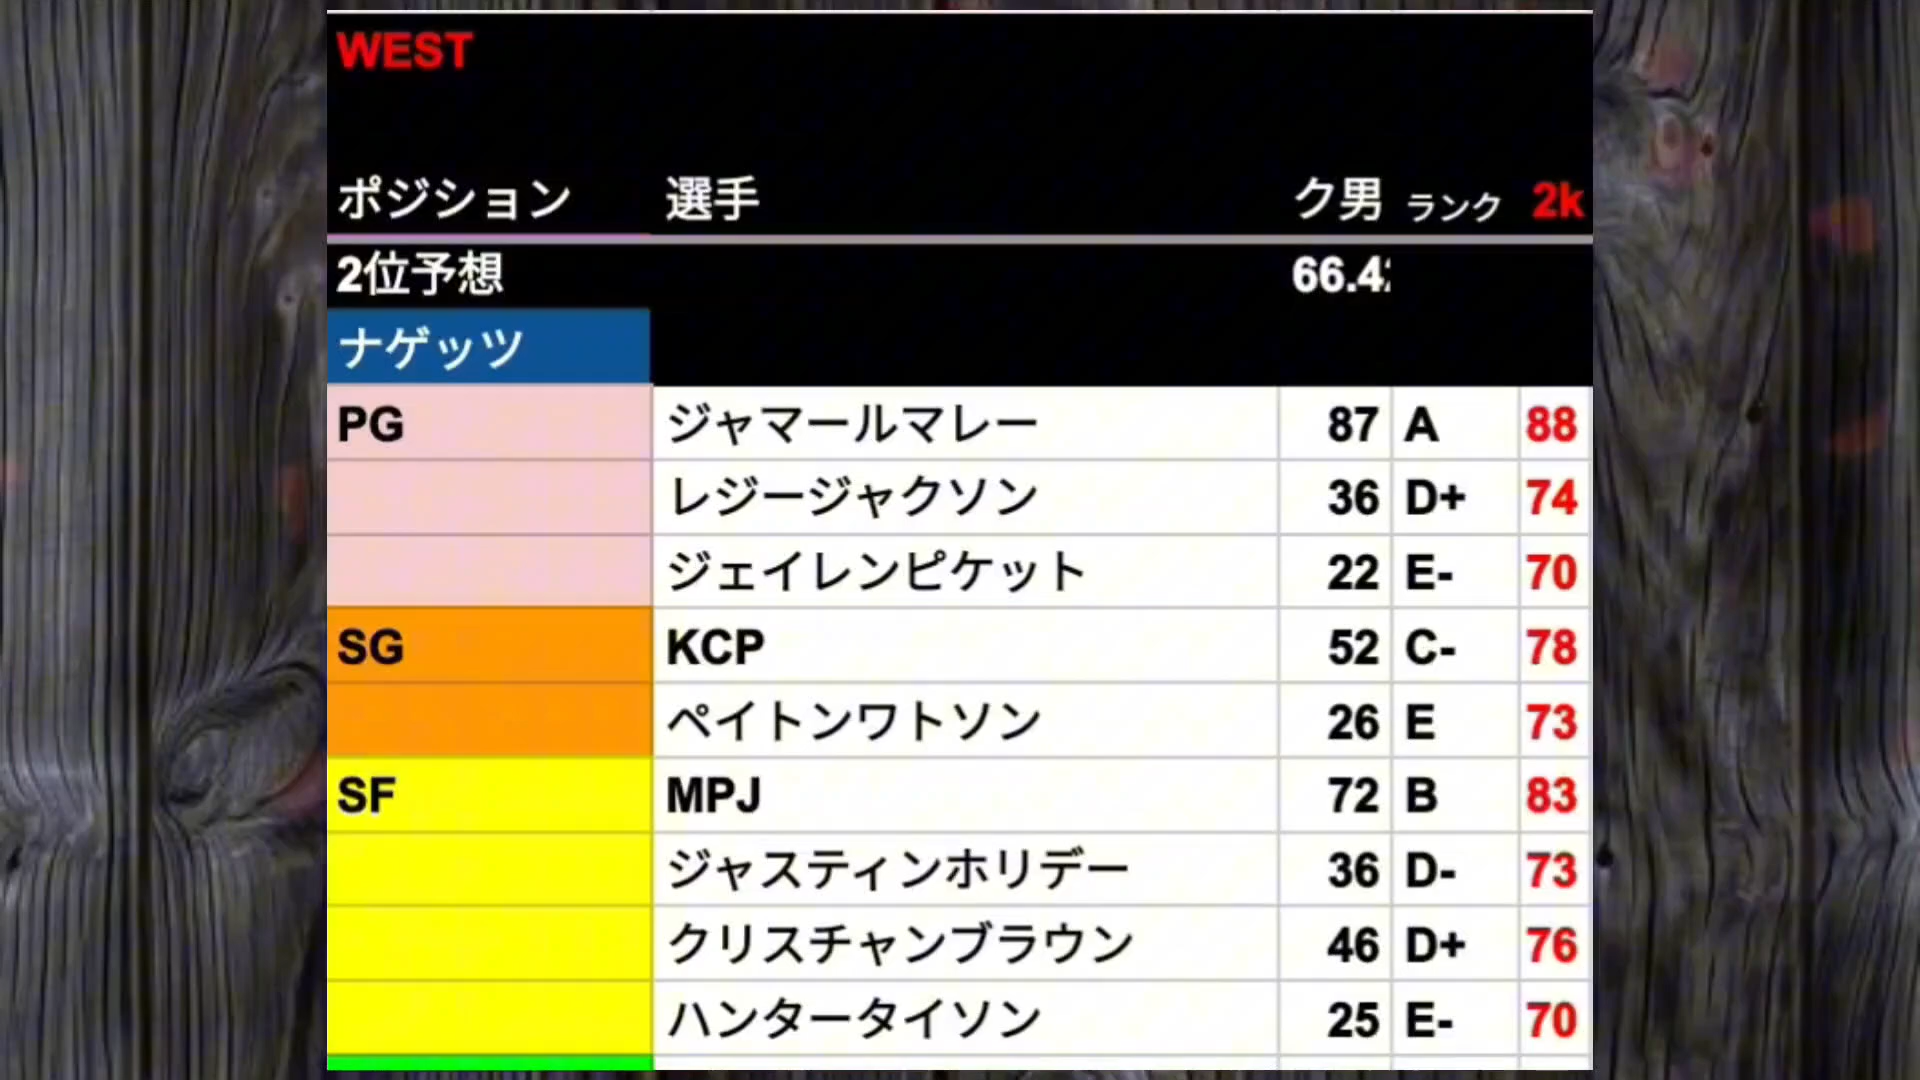 WEST
ポジション 選手 ク男 ランク 2k
2位予想 66.4
ナゲッツ
PG ジャマールマレー 87 A 88
レジージャクソン 36 D+ 74
ジェイレンピケット 22 E- 70
SG KCP 52 C- 78
ペイトンワトソン 26 E 73
SF MPJ 72 B 83
ジャスティンホリデー 36 D- 73
クリスチャンブラウン 46 D+ 76
ハンタータイソン 25 E- 70